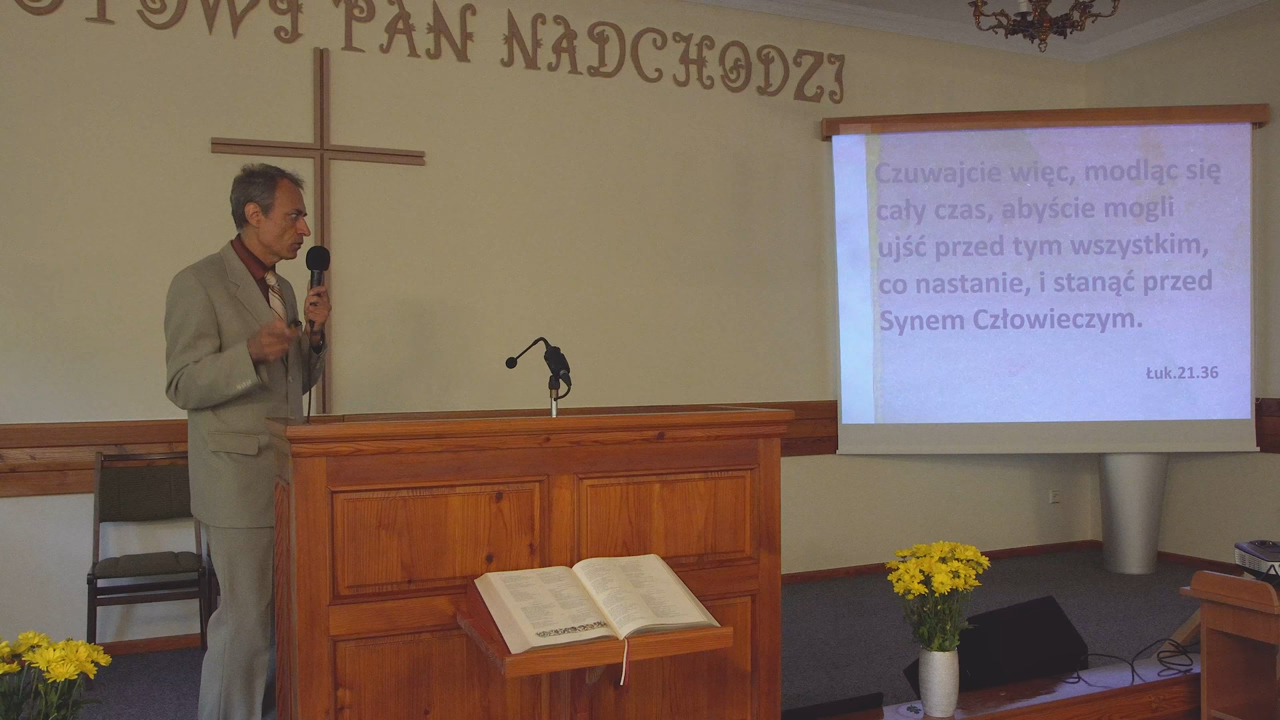 PAN NADCHODZI
Czuwajcie więc, modląc się
cały czas, abyście mogli
ujść przed tym wszystkim,
co nastanie, i stanąć przed
Synem Człowieczym.
Łuk.21.36